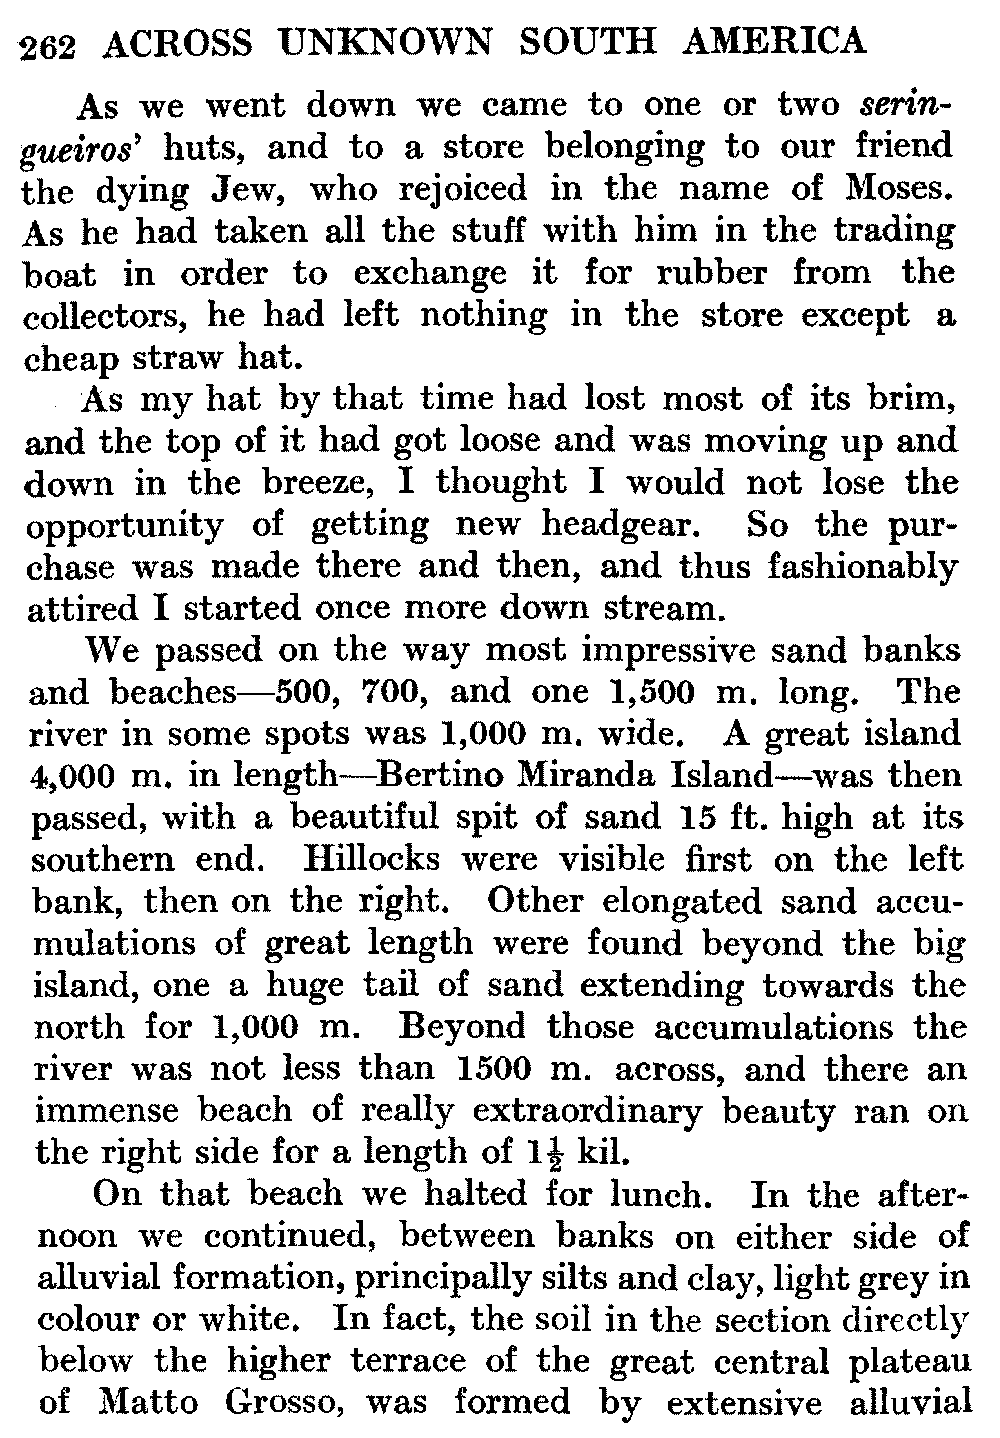 262 ACROSS UNKNOWN SOUTH AMERICA
As we went down we came to one or two serin-
gueiros' huts, and to a store belonging to our friend
the dying Jew, who rejoiced in the name of Moses.
As he had taken all the stuff with him in the trading
boat in order to exchange it for rubber from the
collectors, he had left nothing in the store except a
cheap straw hat.
As my hat by that time had lost most of its brim,
and the top of it had got loose and was moving up and
down in the breeze, I thought I would not lose the
opportunity of getting new headgear. So the pur-
chase was made there and then, and thus fashionably
attired I started once more down stream.
We passed on the way most impressive sand banks
and beaches—500, 700, and one 1,500 m. long. The
river in some spots was 1,000 m. wide. A great island
4,000 m. in length—Bertino Miranda Island—was then
passed, with a beautiful spit of sand 15 ft. high at its
southern end. Hillocks were visible first on the left
bank, then on the right. Other elongated sand accu-
mulations of great length were found beyond the big
island, one a huge tail of sand extending towards the
north for 1,000 m. Beyond those accumulations the
river was not less than 1500 m. across, and there an
immense beach of really extraordinary beauty ran on
the right side for a length of 1½ kil.
On that beach we halted for lunch. In the after-
noon we continued, between banks on either side of
alluvial formation, principally silts and clay, light grey in
colour or white. In fact, the soil in the section directly
below the higher terrace of the great central plateau
of Matto Grosso, was formed by extensive alluvial